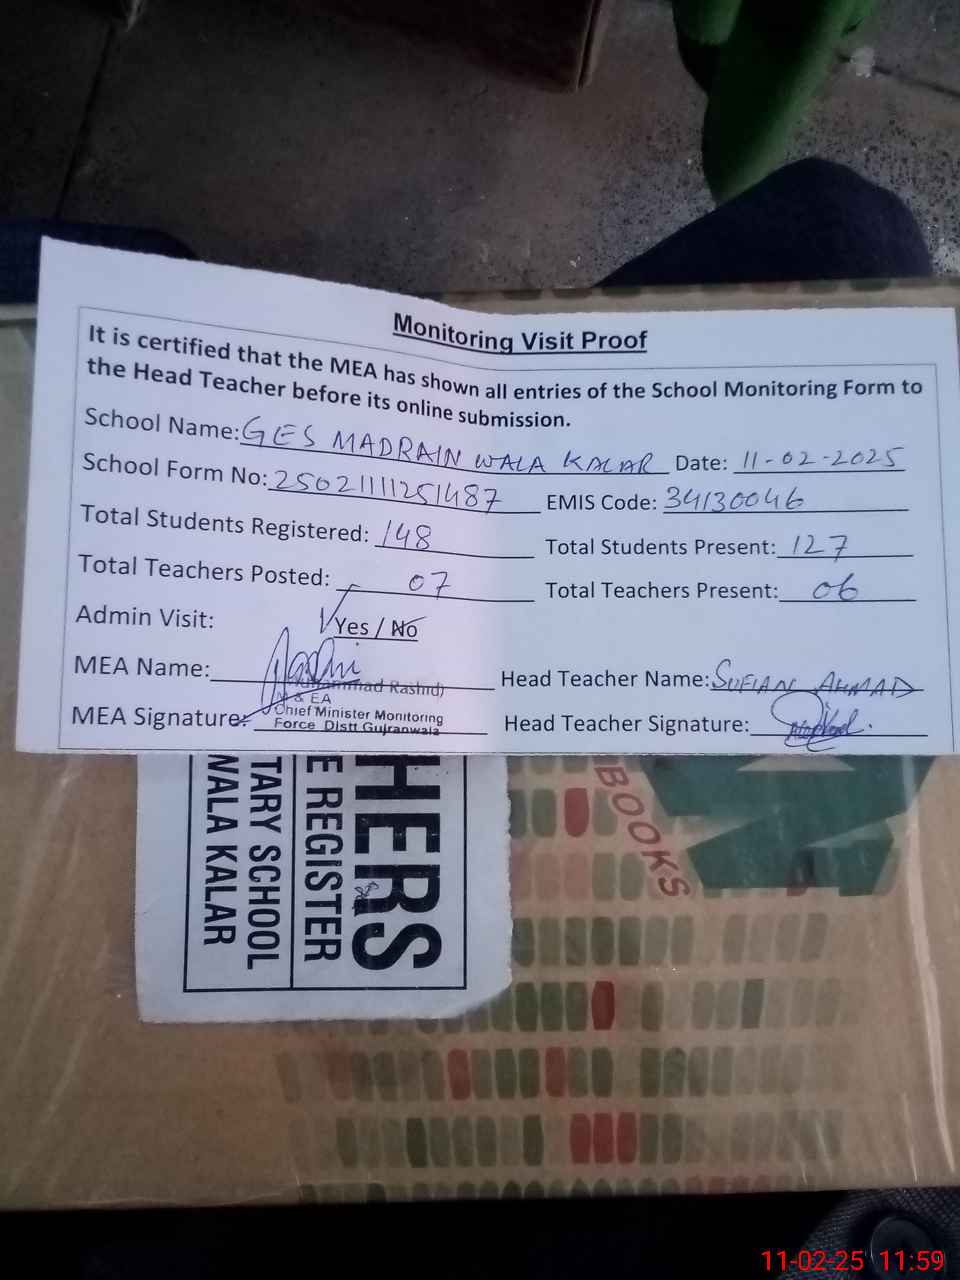 Monitoring Visit Proof
It is certified that the MEA has shown all entries of the School Monitoring Form to
the Head Teacher before its online submission.
School Name: GES MADRAIN WALA KALAR Date: 11-02-2025
School Form No: 25021111251487 EMIS Code: 34130046
Total Students Registered: 148 Total Students Present: 127
Total Teachers Posted: 07 Total Teachers Present: 06
Admin Visit: Yes / No
MEA Name: Head Teacher Name: SUFIAN AHMAD
Muhammad Rashid)
M & EA
MEA Signature: Chief Minister Monitoring Head Teacher Signature:
Force Distt Gujranwala
HERS
E REGISTER
TARY SCHOOL
WALA KALAR
BOOKS
11-02-25 11:59